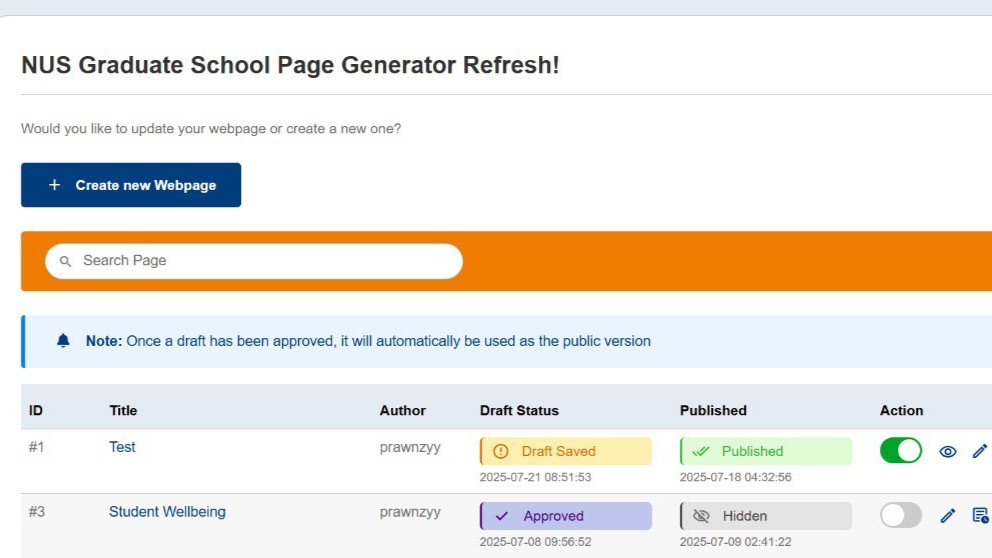 NUS Graduate School Page Generator Refresh!
Would you like to update your webpage or create a new one?
+ Create new Webpage
Search Page
Note: Once a draft has been approved, it will automatically be used as the public version
ID Title Author Draft Status Published Action
#1 Test prawnzyy Draft Saved Published
2025-07-21 08:51:53 2025-07-18 04:32:56
#3 Student Wellbeing prawnzyy Approved Hidden
2025-07-08 09:56:52 2025-07-09 02:41:22